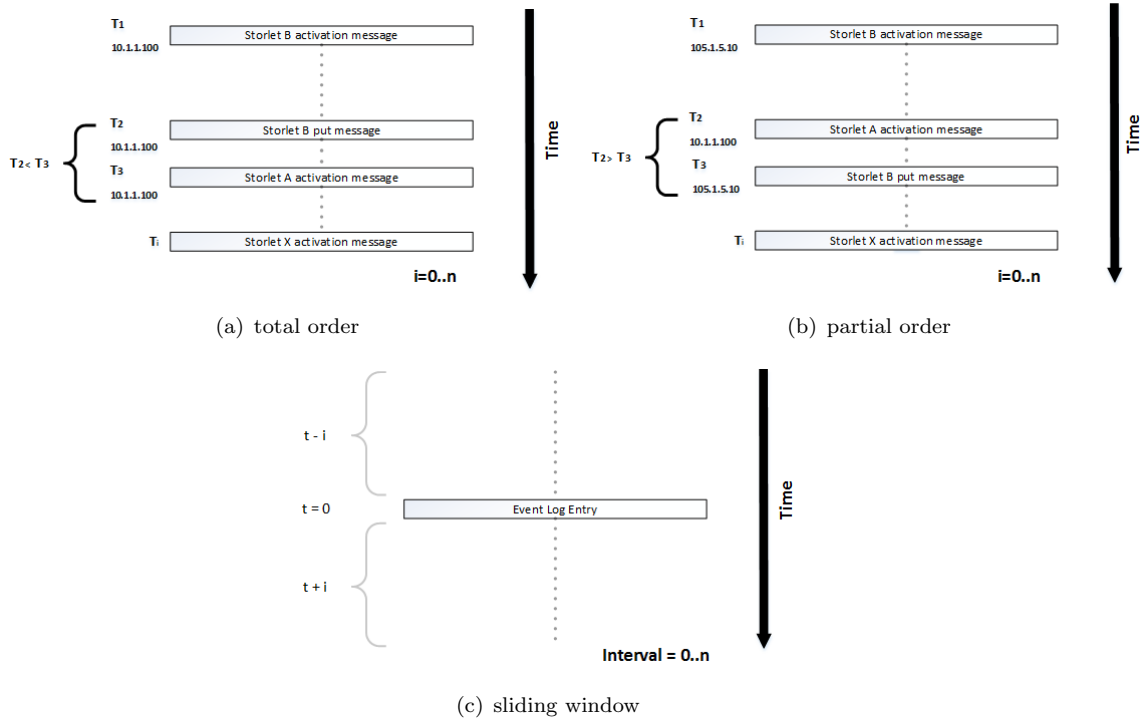 T1
10.1.1.100
Storlet B activation message
T2< T3
T2
10.1.1.100
Storlet B put message
T3
10.1.1.100
Storlet A activation message
Ti
Storlet X activation message
i=0..n
Time
(a) total order
T1
105.1.5.10
Storlet B activation message
T2> T3
T2
10.1.1.100
Storlet A activation message
T3
105.1.5.10
Storlet B put message
Ti
Storlet X activation message
i=0..n
Time
(b) partial order
t - i
t = 0
Event Log Entry
t + i
Time
Interval = 0..n
(c) sliding window